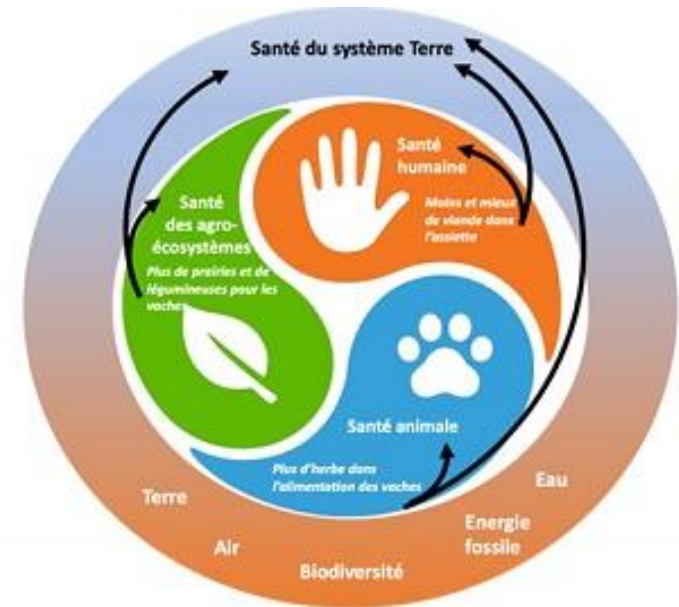 Santé du système Terre
Santé
humaine
Moins et mieux
de viande dans
l'assiette
Santé
des agro-
écosystèmes
Plus de prairies et de
légumineuses pour les
vaches
Santé animale
Plus d'herbe dans
l'alimentation des vaches
Terre
Air
Biodiversité
Energie
fossile
Eau